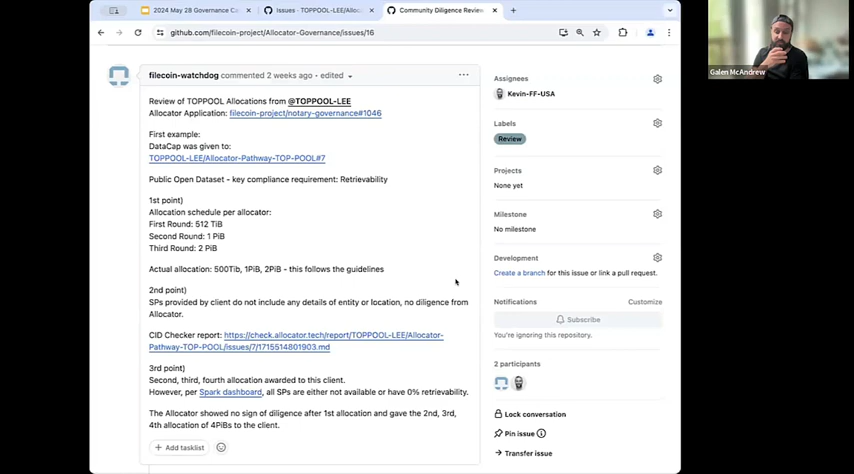 2024 May 28 Governance Ca
Issues · TOPPOOL-LEE/Alloc
Community Diligence Review
github.com/filecoin-project/Allocator-Governance/issues/16
filecoin-watchdog commented 2 weeks ago • edited
Review of TOPPOOL Allocations from @TOPPOOL-LEE
Allocator Application: filecoin-project/notary-governance#1046
First example:
DataCap was given to:
TOPPOOL-LEE/Allocator-Pathway-TOP-POOL#7
Public Open Dataset - key compliance requirement: Retrievability
1st point)
Allocation schedule per allocator:
First Round: 512 TiB
Second Round: 1 PiB
Third Round: 2 PiB
Actual allocation: 500Tib, 1PiB, 2PiB - this follows the guidelines
2nd point)
SPs provided by client do not include any details of entity or location, no diligence from
Allocator.
CID Checker report: https://check.allocator.tech/report/TOPPOOL-LEE/Allocator-
Pathway-TOP-POOL/issues/7/1715514801903.md
3rd point)
Second, third, fourth allocation awarded to this client.
However, per Spark dashboard, all SPs are either not available or have 0% retrievability.
The Allocator showed no sign of diligence after 1st allocation and gave the 2nd, 3rd,
4th allocation of 4PiBs to the client.
Add tasklist
Assignees
Kevin-FF-USA
Labels
Review
Projects
None yet
Milestone
No milestone
Development
Create a branch for this issue or link a pull request.
Notifications
Customize
Subscribe
You're ignoring this repository.
2 participants
Lock conversation
Pin issue
Transfer issue
Galen McAndrew